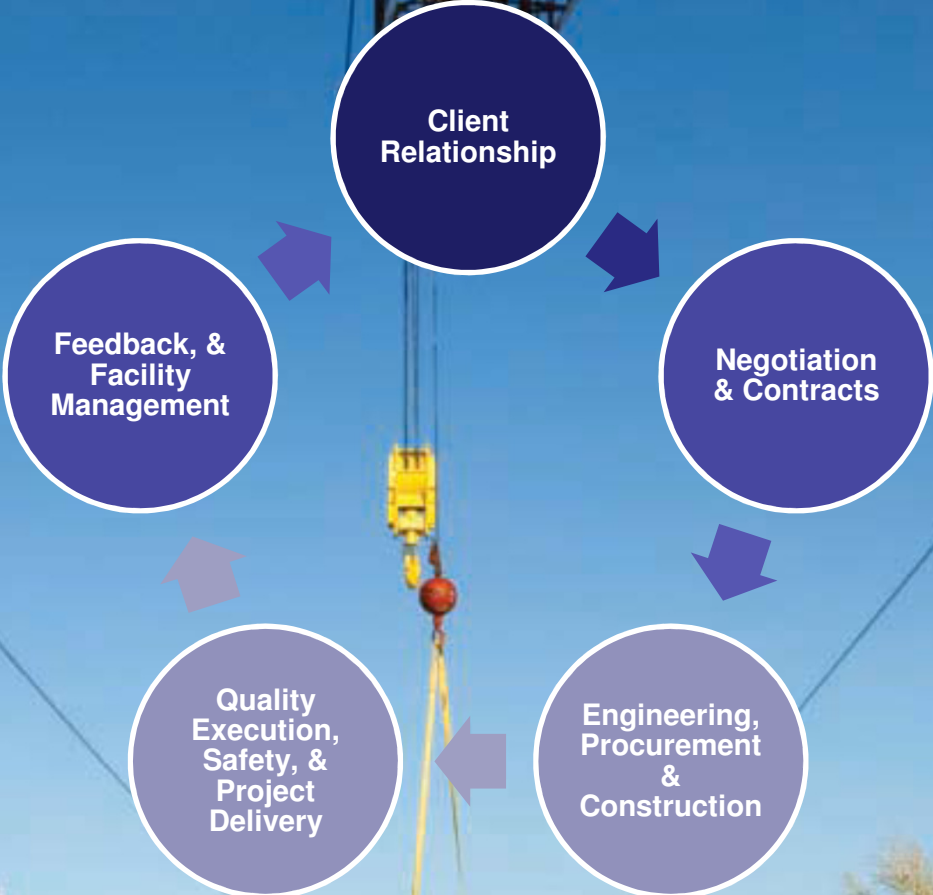 Client
Relationship
Negotiation
& Contracts
Engineering,
Procurement
&
Construction
Quality
Execution,
Safety, &
Project
Delivery
Feedback, &
Facility
Management